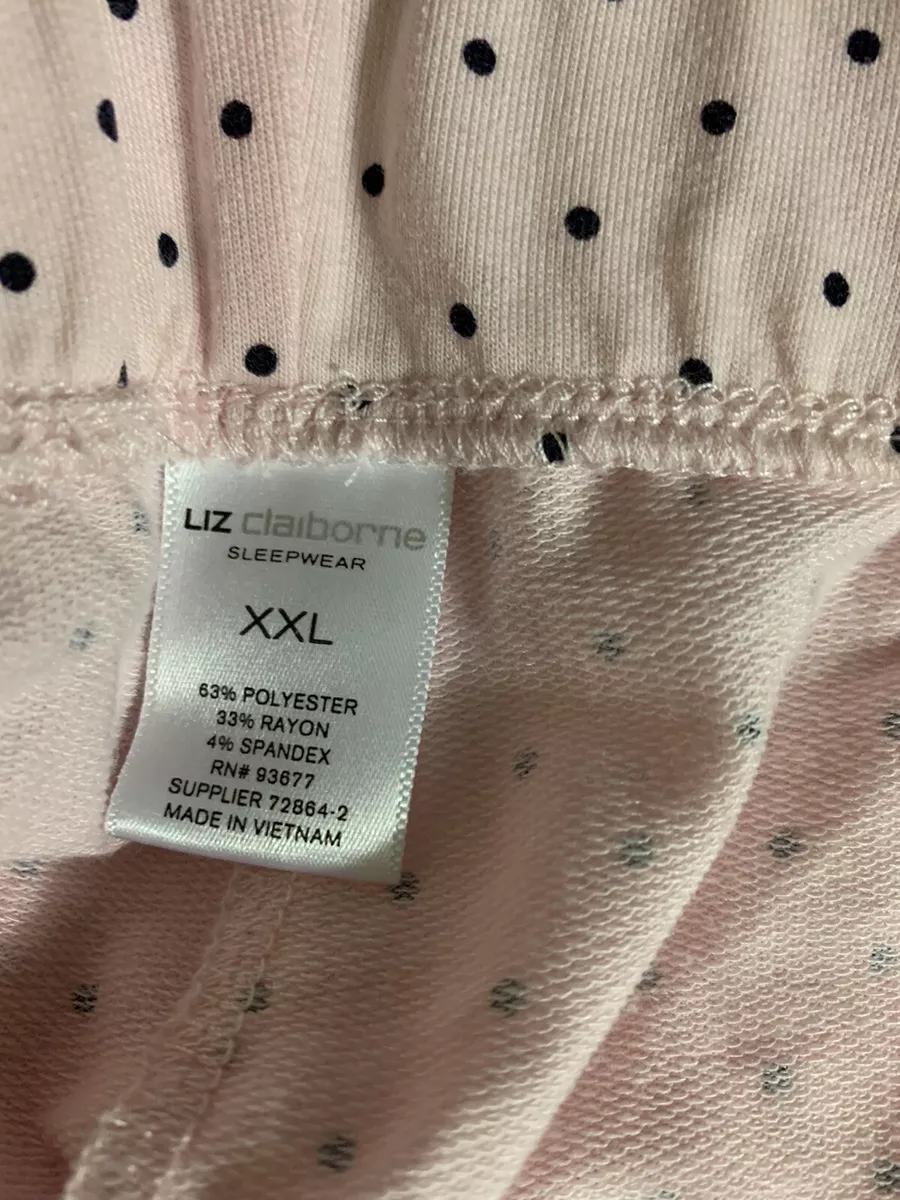 LIZ claiborne
SLEEPWEAR
XXL
63% POLYESTER
33% RAYON
4% SPANDEX
RN# 93677
SUPPLIER 72864-2
MADE IN VIETNAM